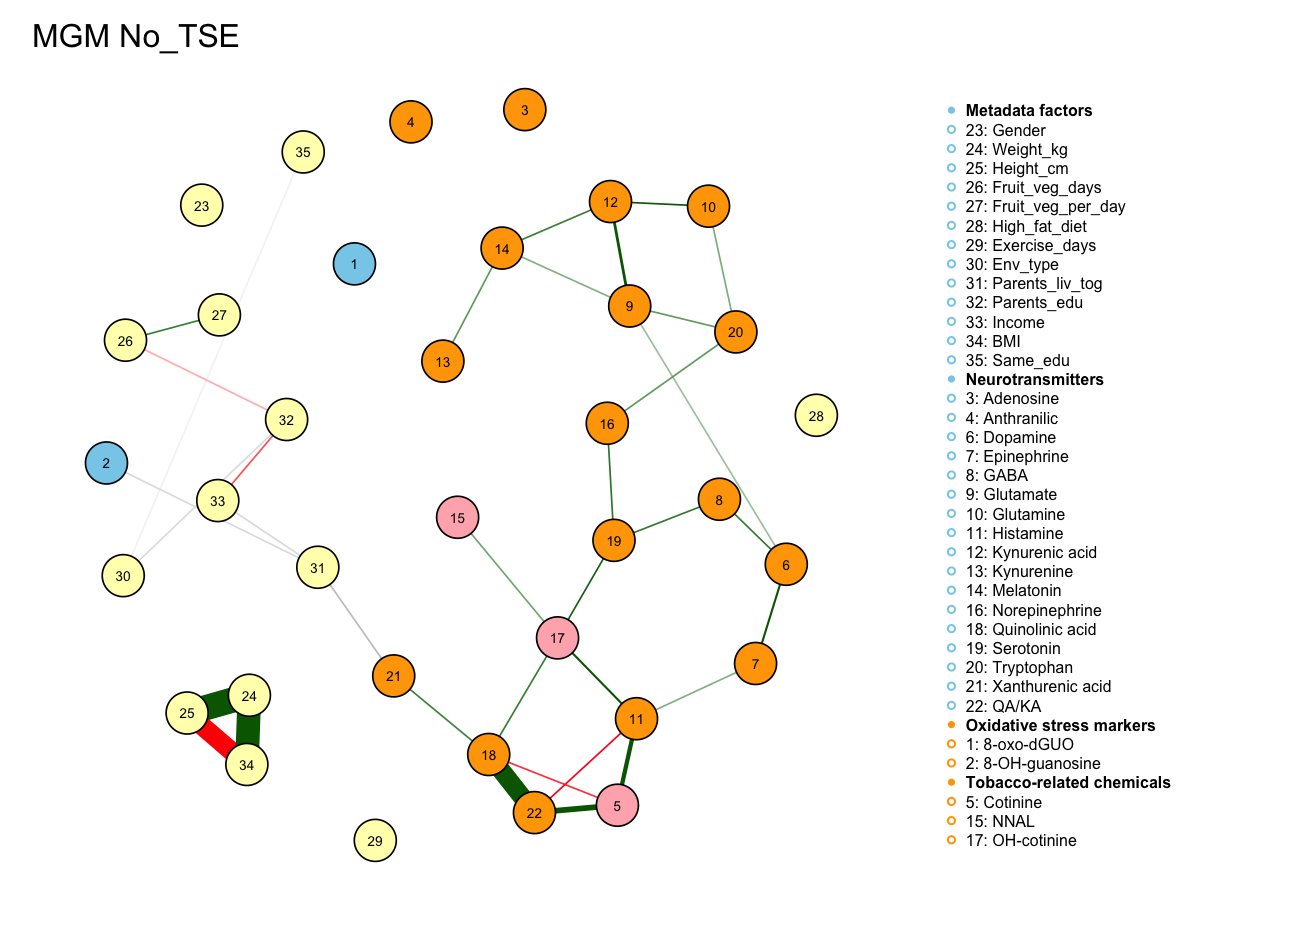 MGM No_TSE
3
4
35
23
12
10
14
1
9
27
20
26
13
28
32
16
2
8
33
15
19
6
31
30
17
7
21
24
25
11
18
34
5
22
29
Metadata factors
23: Gender
24: Weight_kg
25: Height_cm
26: Fruit_veg_days
27: Fruit_veg_per_day
28: High_fat_diet
29: Exercise_days
30: Env_type
31: Parents_liv_tog
32: Parents_edu
33: Income
34: BMI
35: Same_edu
Neurotransmitters
3: Adenosine
4: Anthranilic
6: Dopamine
7: Epinephrine
8: GABA
9: Glutamate
10: Glutamine
11: Histamine
12: Kynurenic acid
13: Kynurenine
14: Melatonin
16: Norepinephrine
18: Quinolinic acid
19: Serotonin
20: Tryptophan
21: Xanthurenic acid
22: QA/KA
Oxidative stress markers
1: 8-oxo-dGUO
2: 8-OH-guanosine
Tobacco-related chemicals
5: Cotinine
15: NNAL
17: OH-cotinine